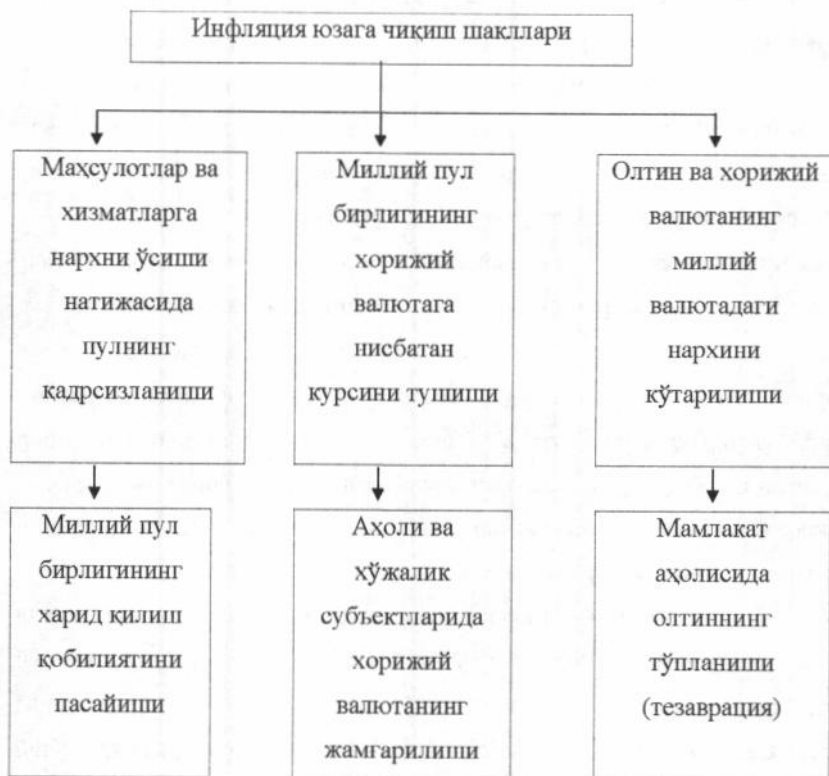 Инфляция юзага чиқиш шакллари
Маҳсулотлар ва
хизматларга
нархни ўсиши
натижасида
пулнинг
қадрсизланиши
Миллий пул
бирлигининг
хорижий
валютага
нисбатан
курсини тушиши
Олтин ва хорижий
валютанинг
миллий
валютадаги
нархини
кўтарилиши
Миллий пул
бирлигининг
харид қилиш
қобилиятини
пасайиши
Аҳоли ва
хўжалик
субъектларида
хорижий
валютанинг
жамғарилиши
Мамлакат
аҳолисида
олтиннинг
тўпланиши
(тезаврация)